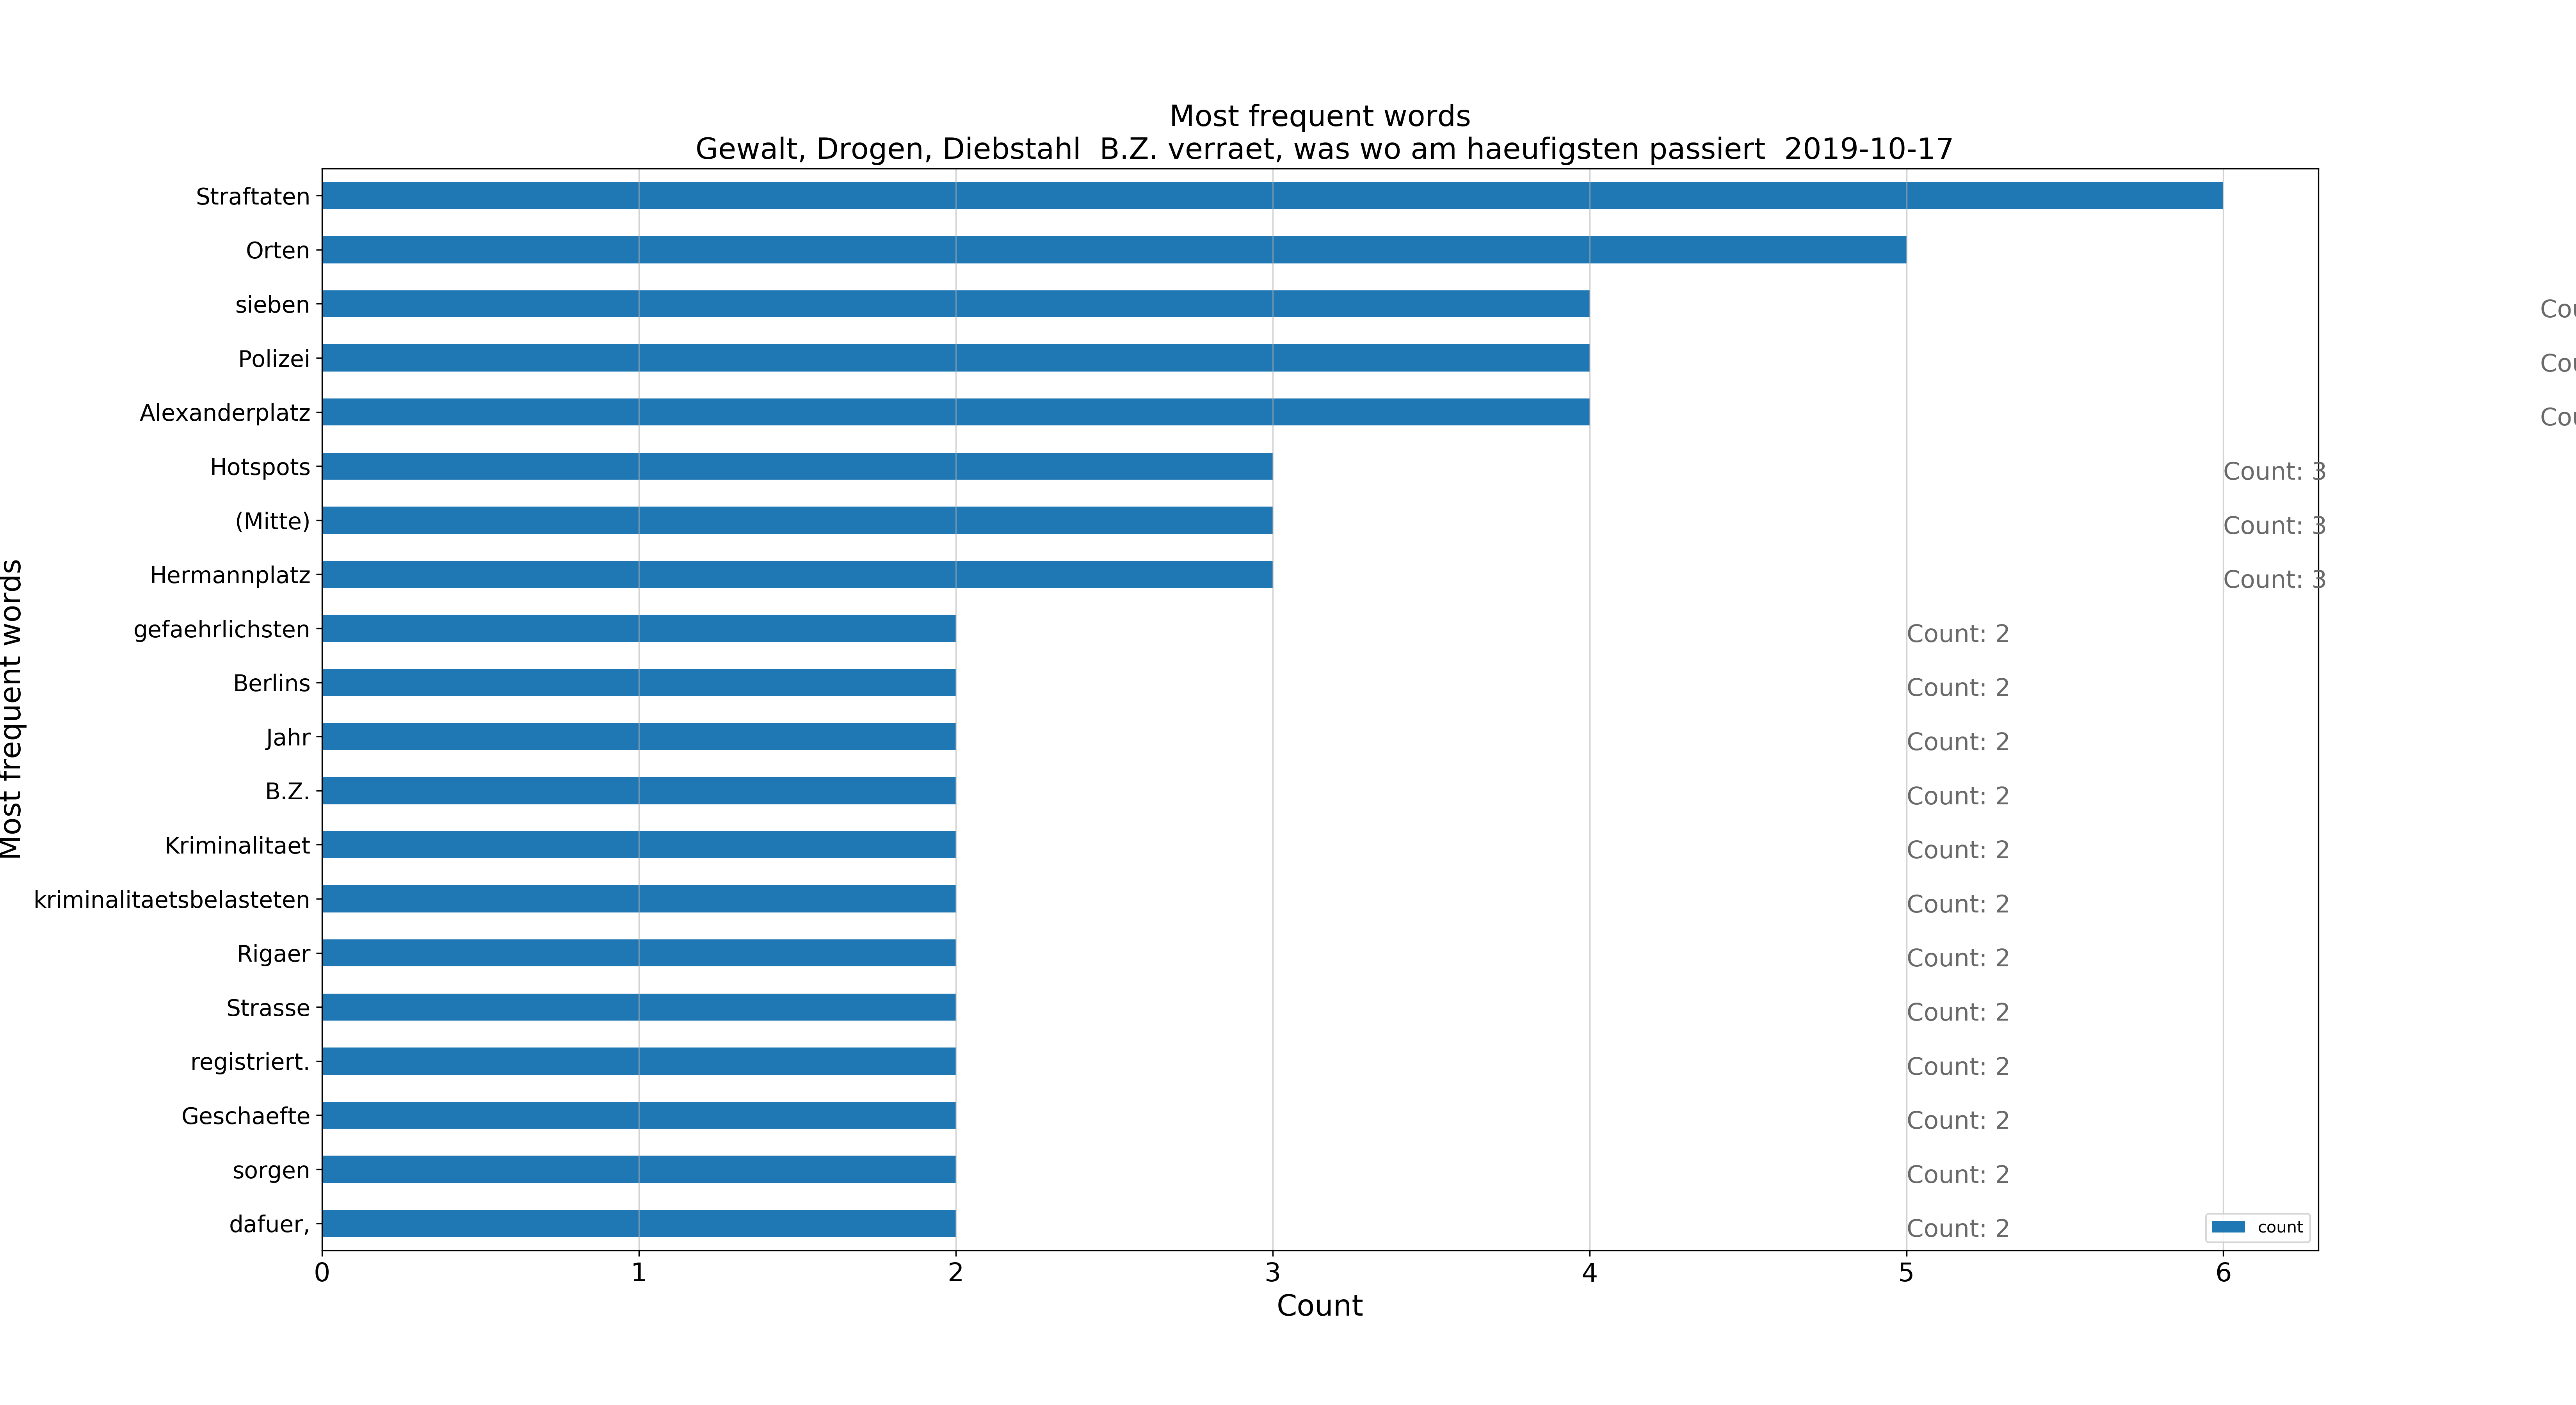 Most frequent words
Gewalt, Drogen, Diebstahl  B.Z. verraet, was wo am haeufigsten passiert  2019-10-17
Most frequent words
Straftaten
Orten
sieben
Cou
Polizei
Cou
Alexanderplatz
Cou
Hotspots
Count: 3
(Mitte)
Count: 3
Hermannplatz
Count: 3
gefaehrlichsten
Count: 2
Berlins
Count: 2
Jahr
Count: 2
B.Z.
Count: 2
Kriminalitaet
Count: 2
kriminalitaetsbelasteten
Count: 2
Rigaer
Count: 2
Strasse
Count: 2
registriert.
Count: 2
Geschaefte
Count: 2
sorgen
Count: 2
dafuer,
Count: 2
count
0 1 2 3 4 5 6
Count